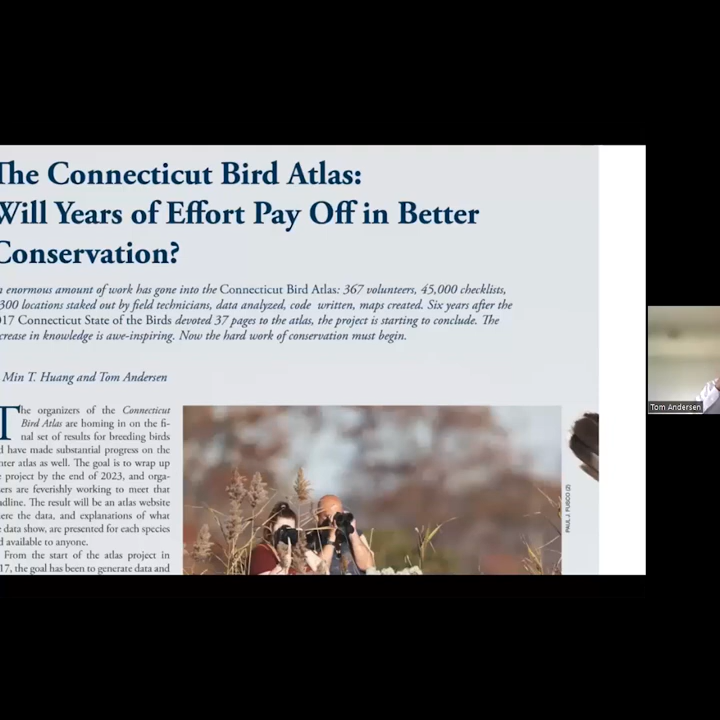 The Connecticut Bird Atlas:
Will Years of Effort Pay Off in Better
Conservation?
enormous amount of work has gone into the Connecticut Bird Atlas: 367 volunteers, 45,000 checklists,
300 locations staked out by field technicians, data analyzed, code written, maps created. Six years after the
17 Connecticut State of the Birds devoted 37 pages to the atlas, the project is starting to conclude. The
crease in knowledge is awe-inspiring. Now the hard work of conservation must begin.
Min T. Huang and Tom Andersen
The organizers of the Connecticut
Bird Atlas are homing in on the fi-
nal set of results for breeding birds
d have made substantial progress on the
nter atlas as well. The goal is to wrap up
project by the end of 2023, and orga-
ers are feverishly working to meet that
adline. The result will be an atlas website
ere the data, and explanations of what
data show, are presented for each species
d available to anyone.
From the start of the atlas project in
17, the goal has been to generate data and
PAUL J. FUSCO (2)
Tom Andersen